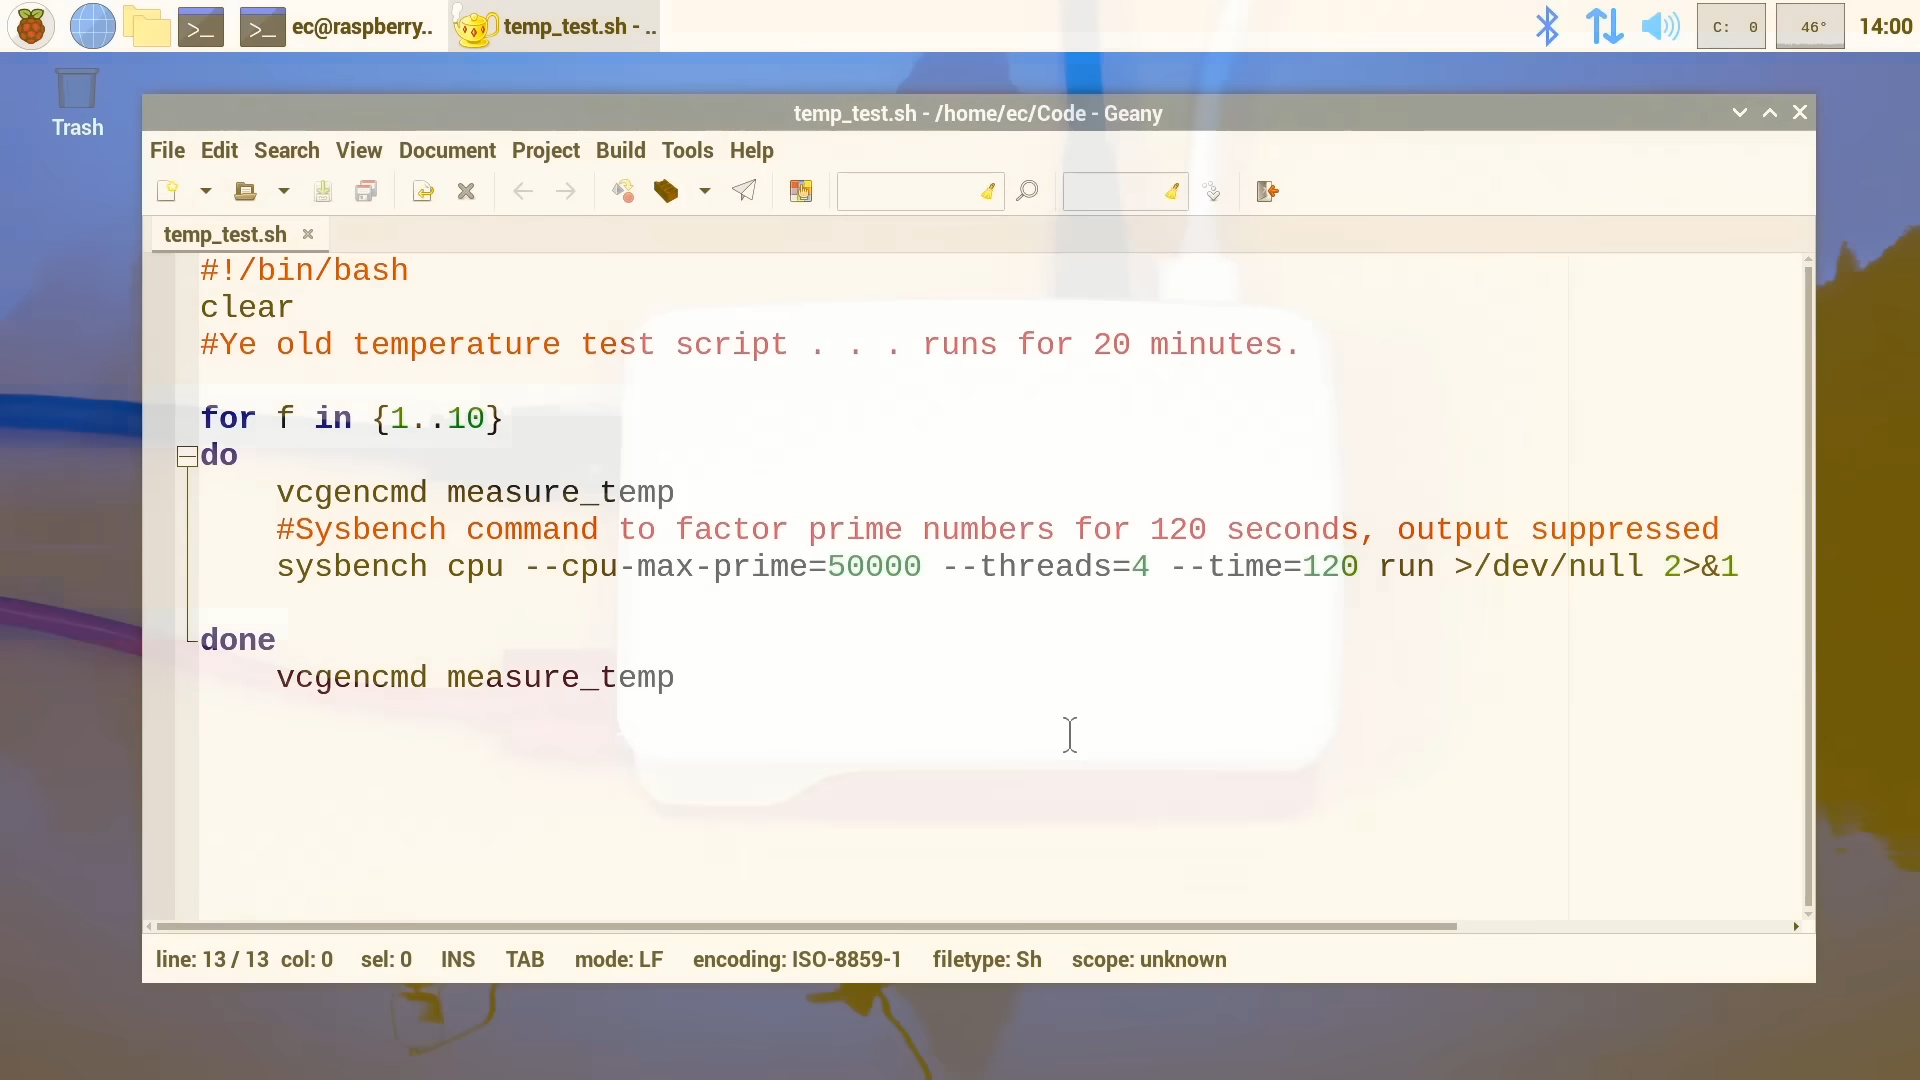 ec@raspberry.. temp_test.sh - .. C: 0 46° 14:00
Trash
temp_test.sh - /home/ec/Code - Geany
File Edit Search View Document Project Build Tools Help
temp_test.sh
#!/bin/bash
clear
#Ye old temperature test script . . . runs for 20 minutes.
for f in {1..10}
do
vcgencmd measure_temp
#Sysbench command to factor prime numbers for 120 seconds, output suppressed
sysbench cpu --cpu-max-prime=50000 --threads=4 --time=120 run >/dev/null 2>&1
done
vcgencmd measure_temp
line: 13 / 13 col: 0 sel: 0 INS TAB mode: LF encoding: ISO-8859-1 filetype: Sh scope: unknown